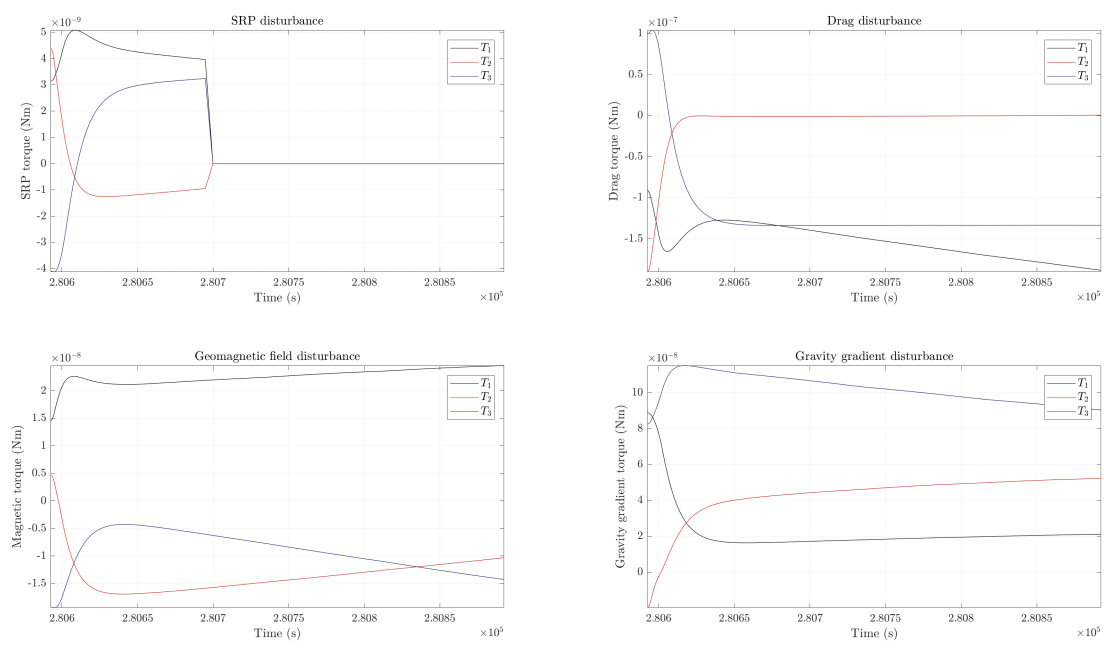 SRP disturbance
×10⁻⁹
5
4
3
2
1
0
-1
-2
-3
-4
SRP torque (Nm)
T₁
T₂
T₃
2.806
2.8065
2.807
2.8075
2.808
2.8085
Time (s)
×10⁵
Drag disturbance
×10⁻⁷
1
0.5
0
-0.5
-1
-1.5
Drag torque (Nm)
T₁
T₂
T₃
2.806
2.8065
2.807
2.8075
2.808
2.8085
Time (s)
×10⁵
Geomagnetic field disturbance
×10⁻⁸
2
1.5
1
0.5
0
-0.5
-1
-1.5
Magnetic torque (Nm)
T₁
T₂
T₃
2.806
2.8065
2.807
2.8075
2.808
2.8085
Time (s)
×10⁵
Gravity gradient disturbance
×10⁻⁸
10
8
6
4
2
0
Gravity gradient torque (Nm)
T₁
T₂
T₃
2.806
2.8065
2.807
2.8075
2.808
2.8085
Time (s)
×10⁵